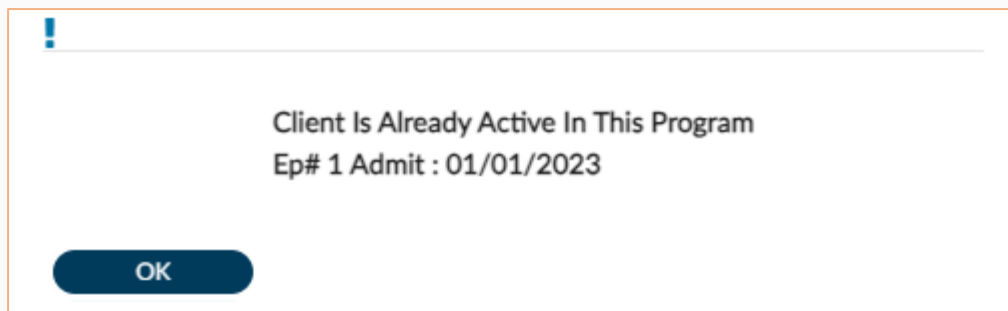 !
Client Is Already Active In This Program
Ep# 1 Admit : 01/01/2023
OK